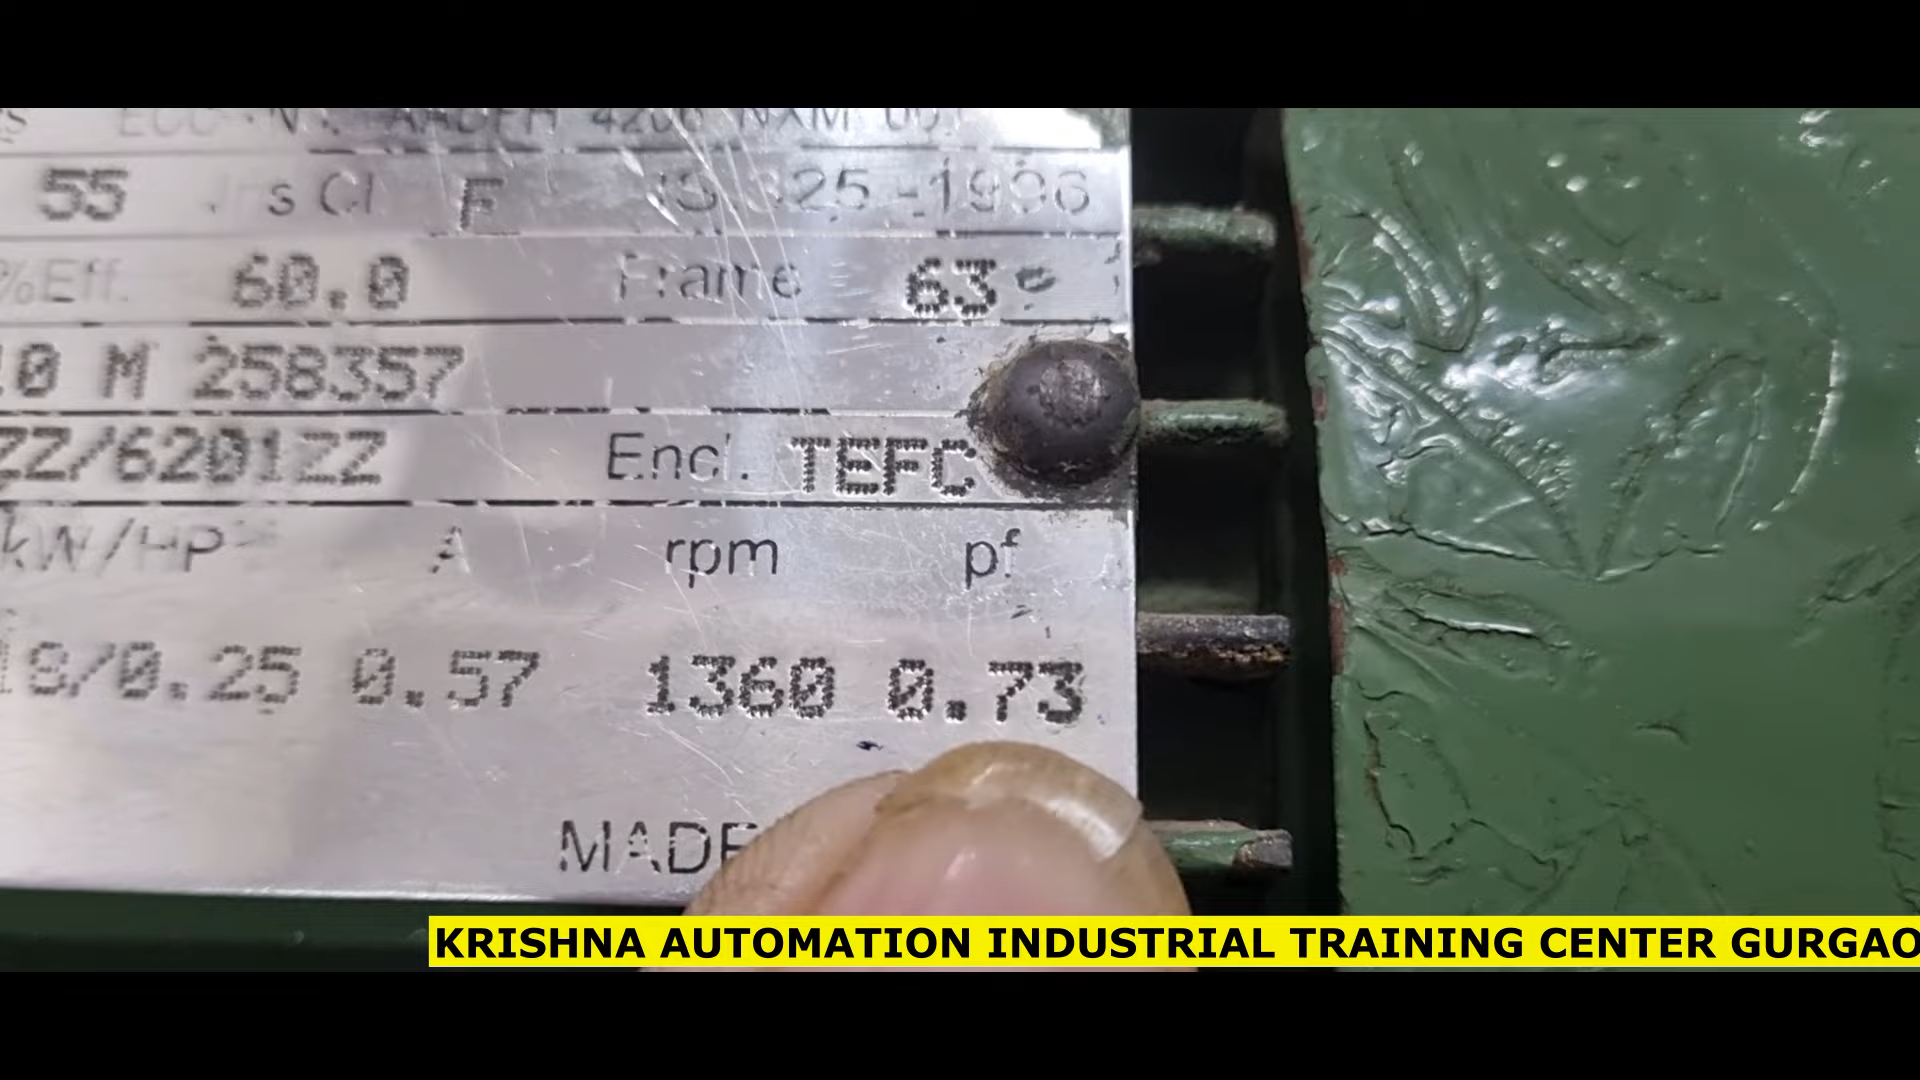 55 Ins Cl F IS 325 -1996
%Eff. 60.0 Frame 63
10 M 258357
ZZ/6201ZZ Encl. TEFC
kW/HP A rpm pf
18/0.25 0.57 1360 0.73
MADE
KRISHNA AUTOMATION INDUSTRIAL TRAINING CENTER GURGAO